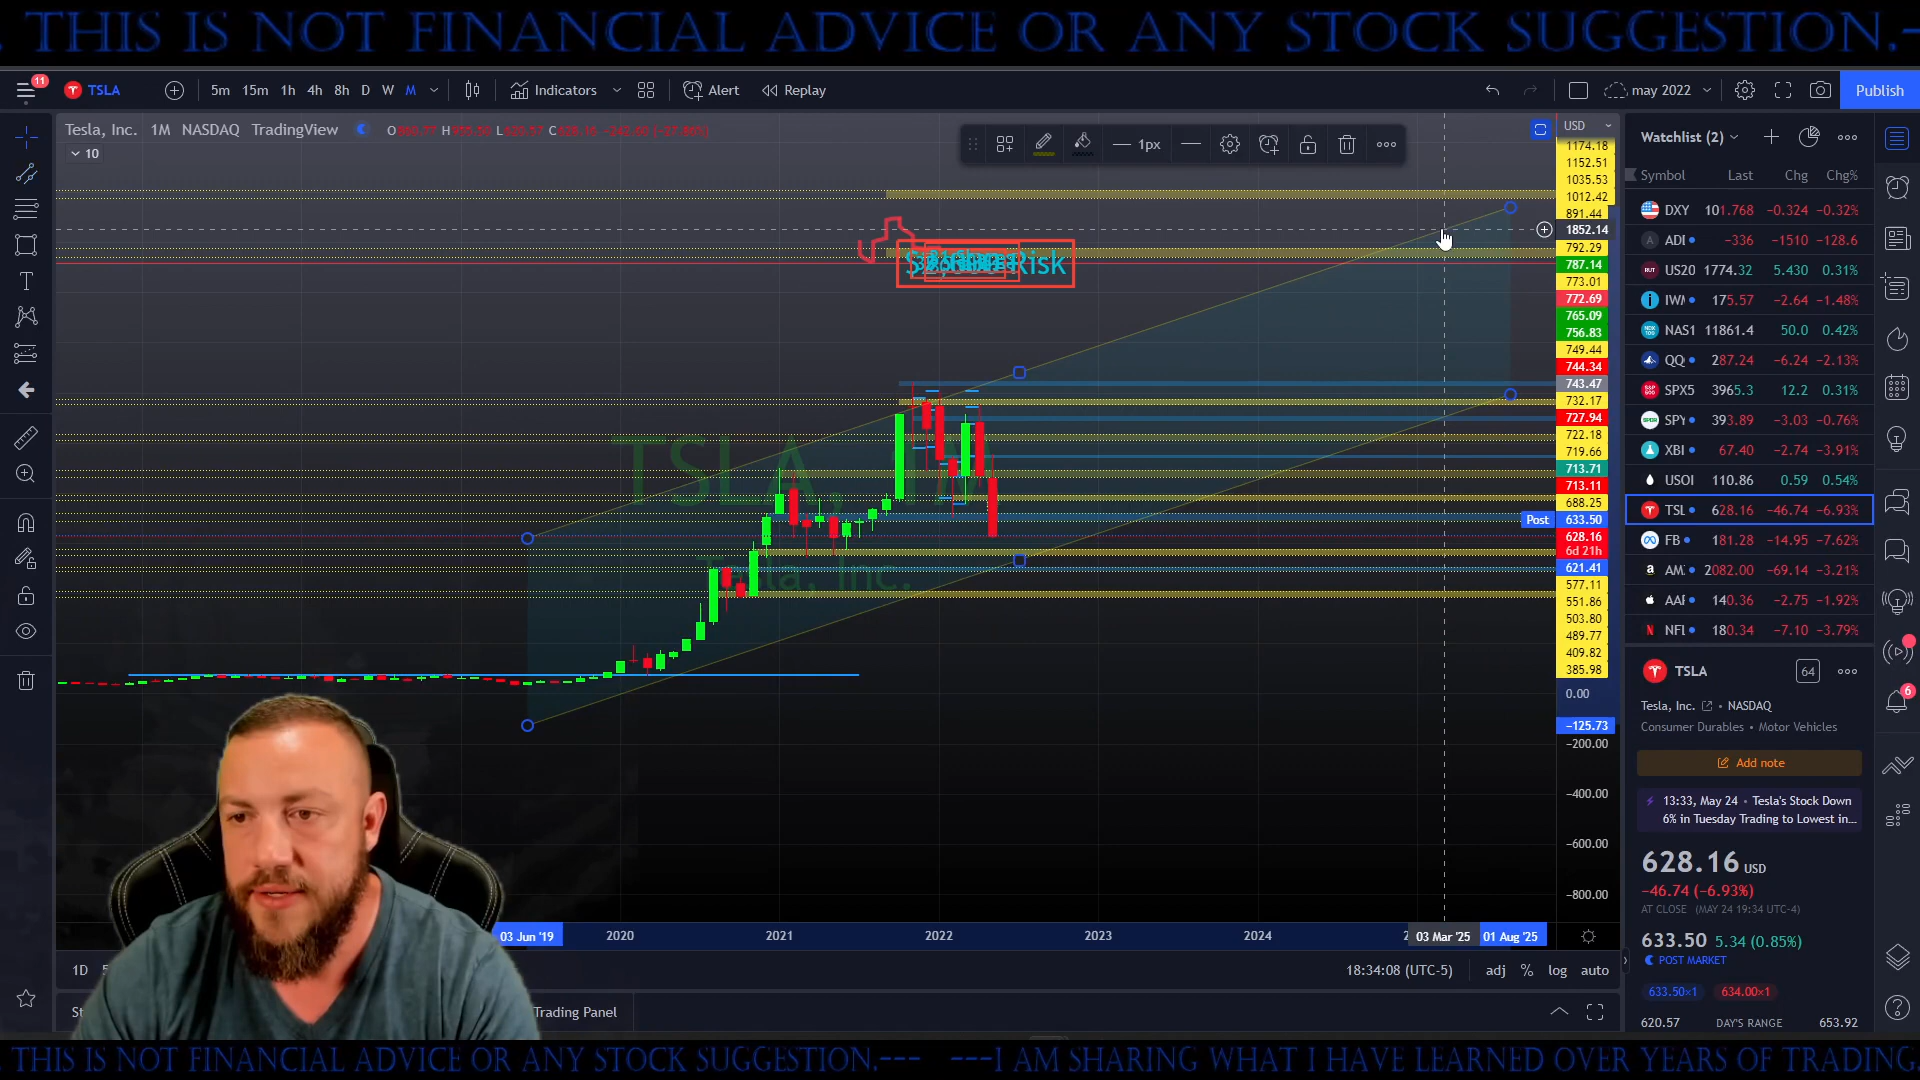 . THIS IS NOT FINANCIAL ADVICE OR ANY STOCK SUGGESTION.-
11
TSLA
5m 15m 1h 4h 8h D W M
Indicators
Alert
Replay
may 2022
Publish
Tesla, Inc. 1M NASDAQ TradingView
10
1px
USD
1174.18
1152.51
1035.53
1012.42
891.44
1852.14
792.29
787.14
773.01
772.69
765.09
756.83
749.44
744.34
743.47
732.17
727.94
722.18
719.66
713.71
713.11
688.25
Post 633.50
628.16
6d 21h
621.41
577.11
551.86
503.80
489.77
409.82
385.98
0.00
−125.73
−200.00
−400.00
−600.00
−800.00
Risk
TSLA, 1M
Tesla, Inc.
03 Jun '19 2020 2021 2022 2023 2024 03 Mar '25 01 Aug '25
1D
18:34:08 (UTC-5) adj % log auto
Trading Panel
Watchlist (2)
Symbol Last Chg Chg%
DXY 101.768 −0.324 −0.32%
ADI −336 −1510 −128.6
US20 1774.32 5.430 0.31%
IWM 175.57 −2.64 −1.48%
NAS1 11861.4 50.0 0.42%
QQ 287.24 −6.24 −2.13%
SPX5 3965.3 12.2 0.31%
SPY 393.89 −3.03 −0.76%
XBI 67.40 −2.74 −3.91%
USOI 110.86 0.59 0.54%
TSL 628.16 −46.74 −6.93%
FB 181.28 −14.95 −7.62%
AM 2082.00 −69.14 −3.21%
AAF 140.36 −2.75 −1.92%
NFL 180.34 −7.10 −3.79%
TSLA
64
Tesla, Inc. • NASDAQ
Consumer Durables • Motor Vehicles
Add note
13:33, May 24 • Tesla's Stock Down
6% in Tuesday Trading to Lowest in...
628.16 USD
−46.74 (−6.93%)
AT CLOSE (MAY 24 19:34 UTC-4)
633.50 5.34 (0.85%)
POST MARKET
633.50×1 634.00×1
620.57 DAY'S RANGE 653.92
6
THIS IS NOT FINANCIAL ADVICE OR ANY STOCK SUGGESTION.--- ---I AM SHARING WHAT I HAVE LEARNED OVER YEARS OF TRADING.